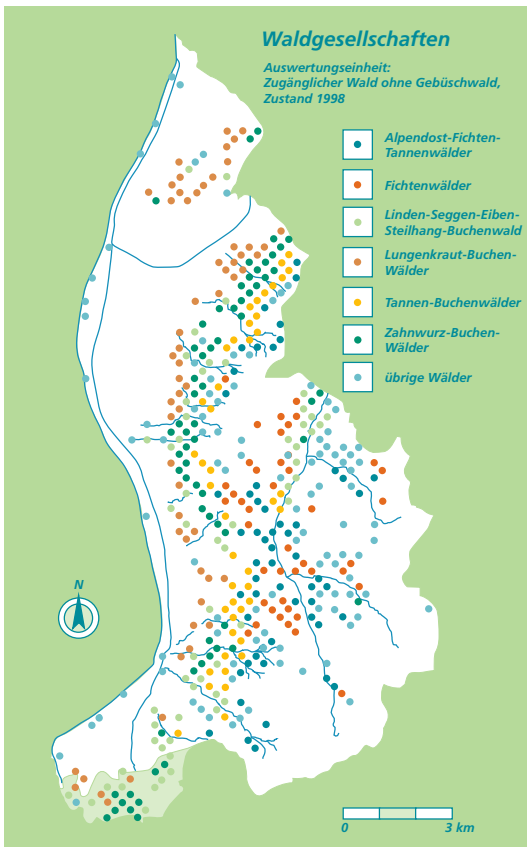 Waldgesellschaften
Auswertungseinheit:
Zugänglicher Wald ohne Gebüschwald,
Zustand 1998
Alpendost-Fichten-
Tannenwälder
Fichtenwälder
Linden-Seggen-Eiben-
Steilhang-Buchenwald
Lungenkraut-Buchen-
Wälder
Tannen-Buchenwälder
Zahnwurz-Buchen-
Wälder
übrige Wälder
N
0 3 km